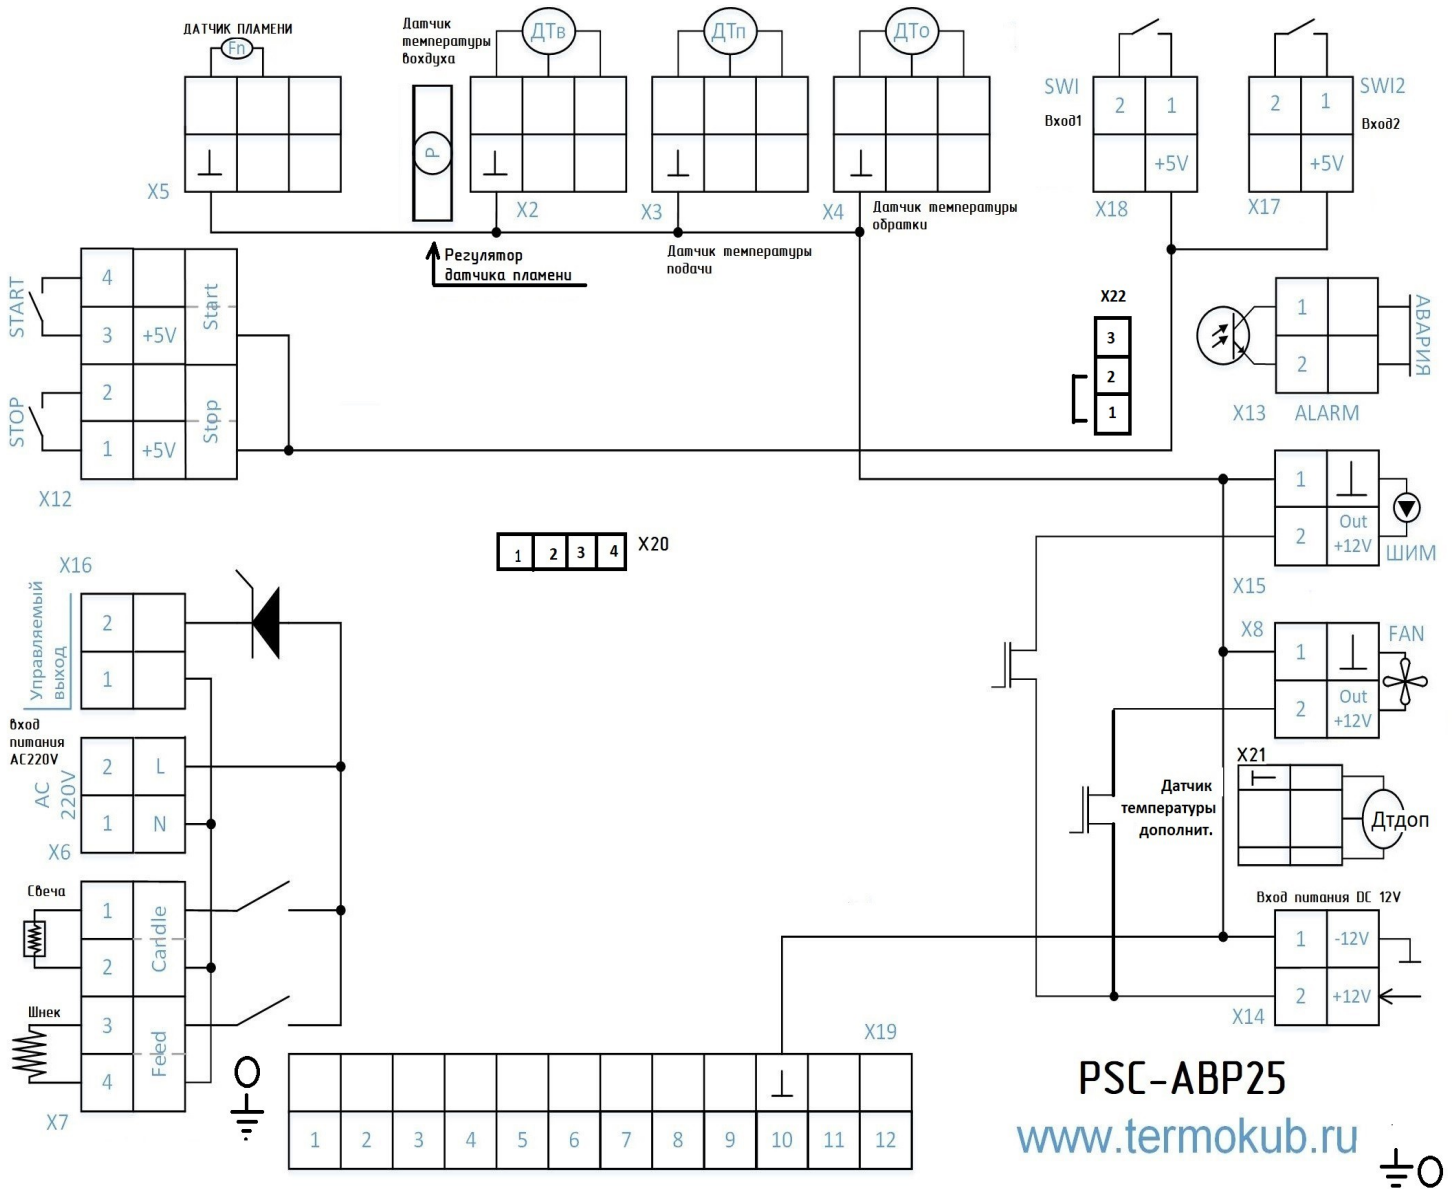 ДАТЧИК ПЛАМЕНИ
Fn
X5
Датчик
температуры
вохдуха
P
Регулятор
датчика пламени
ДТв
X2
ДТп
X3
Датчик температуры
подачи
ДТо
X4
Датчик температуры
обратки
SWI
Вход1
2 1
+5V
X18
SWI2
Вход2
2 1
+5V
X17
START
4
3 +5V
Start
STOP
2
1 +5V
Stop
X12
X22
3
2
1
1
2
АВАРИЯ
X13 ALARM
1
2 Out
+12V
ШИМ
X15
1 2 3 4 X20
X16
Управляемый
выход
2
1
X8 FAN
1
2 Out
+12V
вход
питания
AC220V
AC
220V
2 L
1 N
X6
X21
Датчик
температуры
дополнит.
Дтдоп
Свеча
1
2
Candle
Шнек
3
4
Feed
X7
Вход питания DC 12V
1 -12V
2 +12V
X14
X19
1 2 3 4 5 6 7 8 9 10 11 12
PSC-ABP25
www.termokub.ru